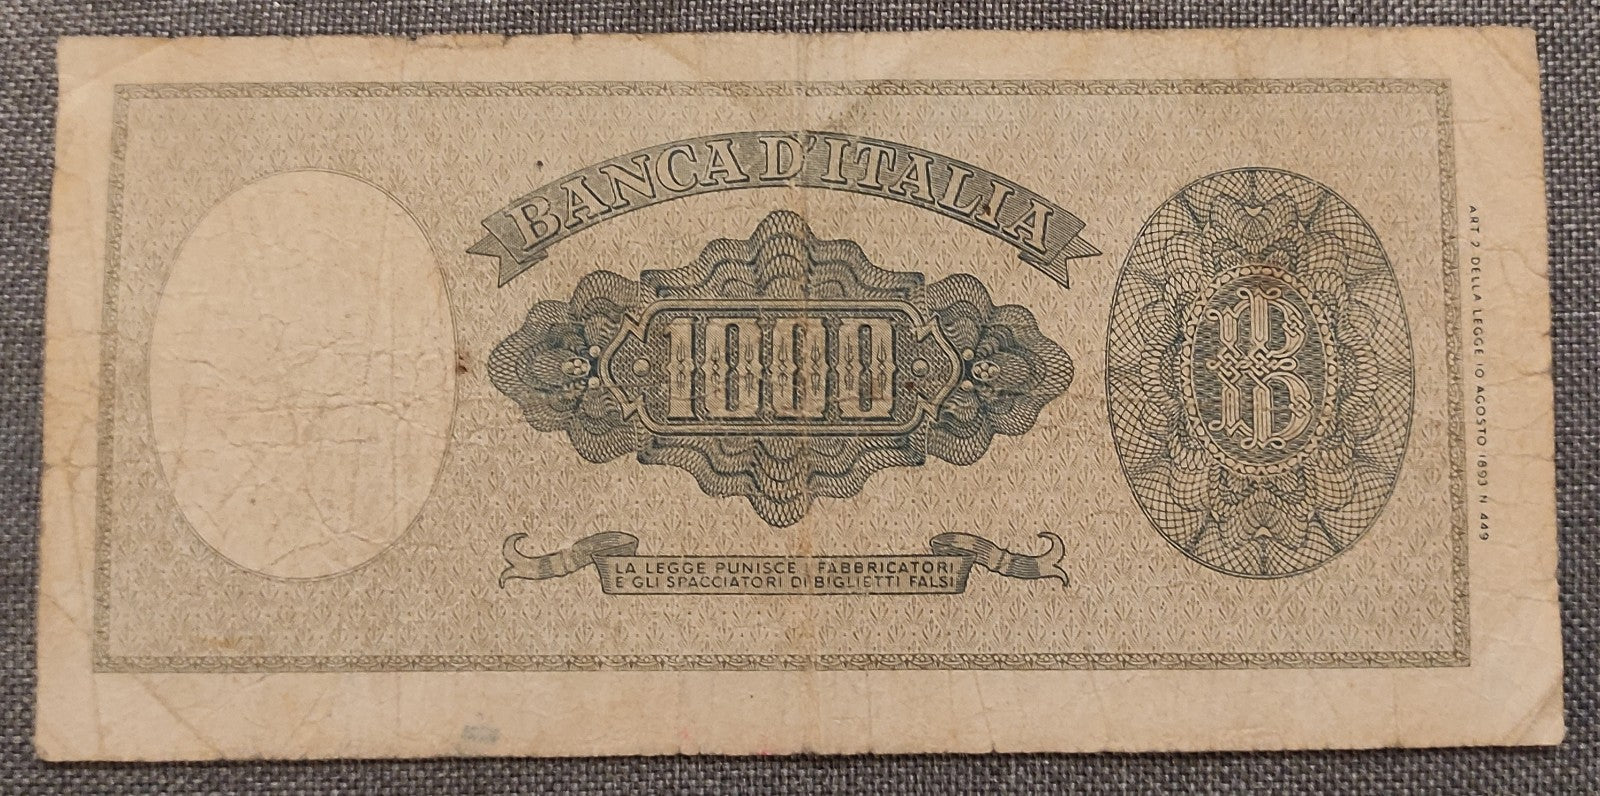 BANCA D'ITALIA
1000
LA LEGGE PUNISCE I FABBRICATORI
E GLI SPACCIATORI DI BIGLIETTI FALSI
ART 2 DELLA LEGGE 10 AGOSTO 1893 N 449